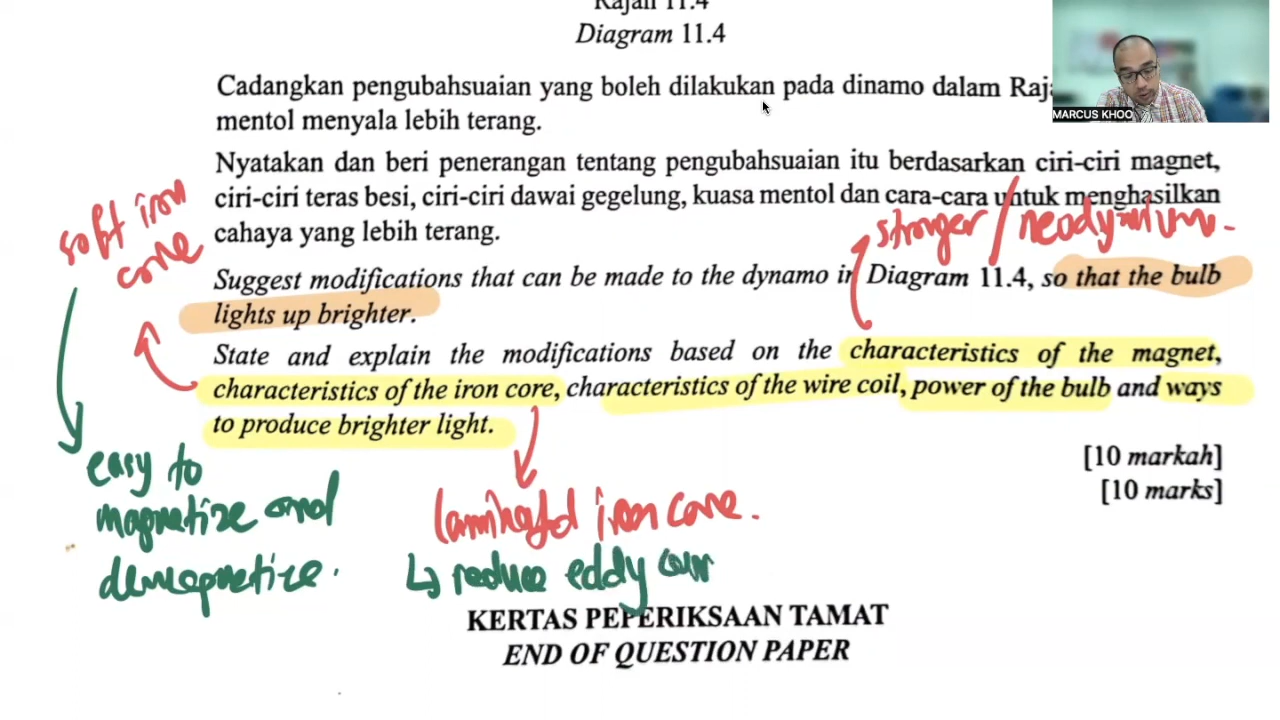 Rajah 11.4
Diagram 11.4
MARCUS KHOO
Cadangkan pengubahsuaian yang boleh dilakukan pada dinamo dalam Raja
mentol menyala lebih terang.
Nyatakan dan beri penerangan tentang pengubahsuaian itu berdasarkan ciri-ciri magnet,
ciri-ciri teras besi, ciri-ciri dawai gegelung, kuasa mentol dan cara-cara untuk menghasilkan
cahaya yang lebih terang.
soft iron
core
stronger / neodymium.
Suggest modifications that can be made to the dynamo in Diagram 11.4, so that the bulb
lights up brighter.
State and explain the modifications based on the characteristics of the magnet,
characteristics of the iron core, characteristics of the wire coil, power of the bulb and ways
to produce brighter light.
[10 markah]
[10 marks]
easy to
magnetize and
demagnetize.
laminated iron core.
↳ reduce eddy curr
KERTAS PEPERIKSAAN TAMAT
END OF QUESTION PAPER